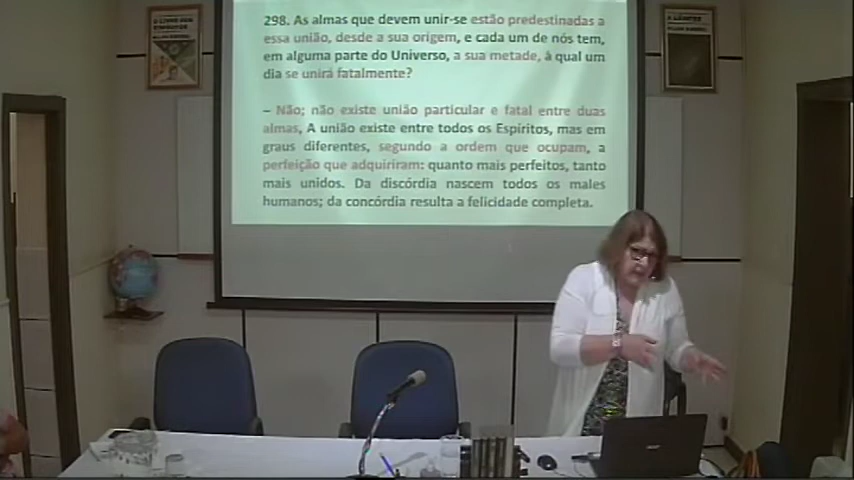 O LIVRO DOS
298. As almas que devem unir-se estão predestinadas a
essa união, desde a sua origem, e cada um de nós tem,
em alguma parte do Universo, a sua metade, à qual um
dia se unirá fatalmente?
– Não; não existe união particular e fatal entre duas
almas, A união existe entre todos os Espíritos, mas em
graus diferentes, segundo a ordem que ocupam, a
perfeição que adquiriram: quanto mais perfeitos, tanto
mais unidos. Da discórdia nascem todos os males
humanos; da concórdia resulta a felicidade completa.
acer